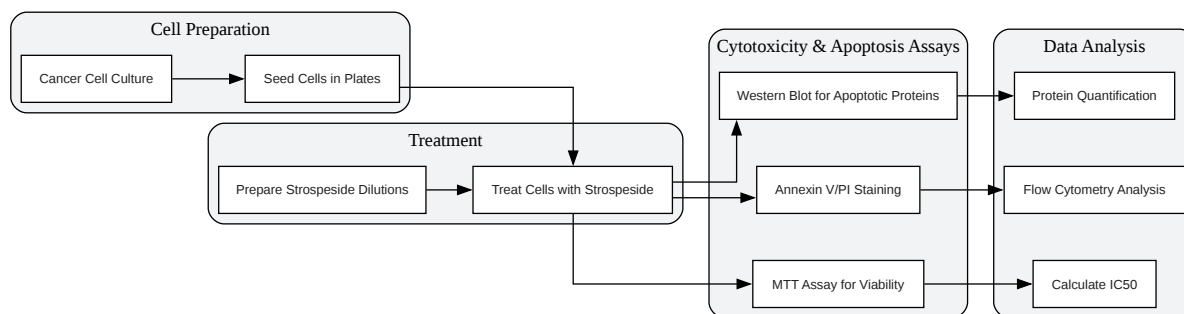 Cell Preparation
Cancer Cell Culture
Seed Cells in Plates
Treatment
Prepare Strospeside Dilutions
Treat Cells with Strospeside
Cytotoxicity & Apoptosis Assays
Western Blot for Apoptotic Proteins
Annexin V/PI Staining
MTT Assay for Viability
Data Analysis
Protein Quantification
Flow Cytometry Analysis
Calculate IC50